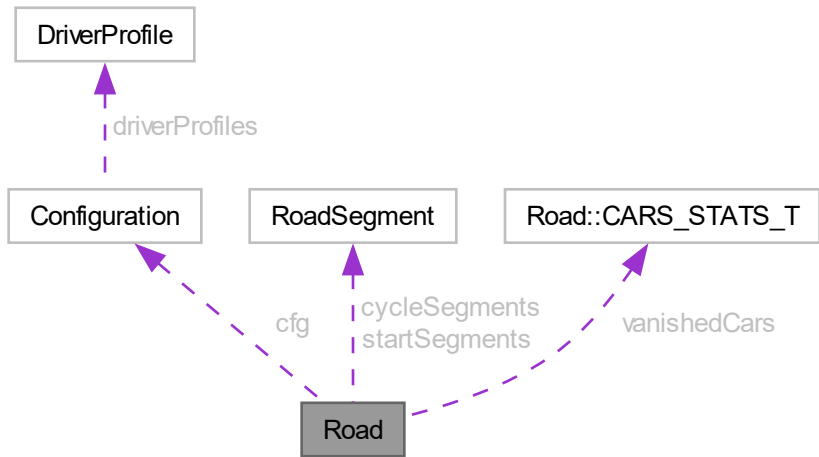 DriverProfile
driverProfiles
Configuration
RoadSegment
Road::CARS_STATS_T
cfg
cycleSegments
startSegments
vanishedCars
Road